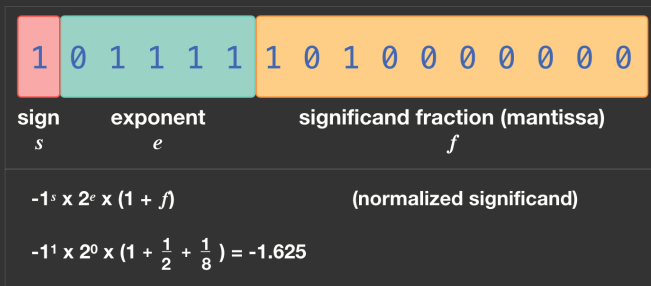 1 0 1 1 1 1 1 0 1 0 0 0 0 0 0 0
sign exponent significand fraction (mantissa)
s e f
-1ˢ x 2ᵉ x (1 + f) (normalized significand)
-1¹ x 2⁰ x (1 + 1/2 + 1/8 ) = -1.625